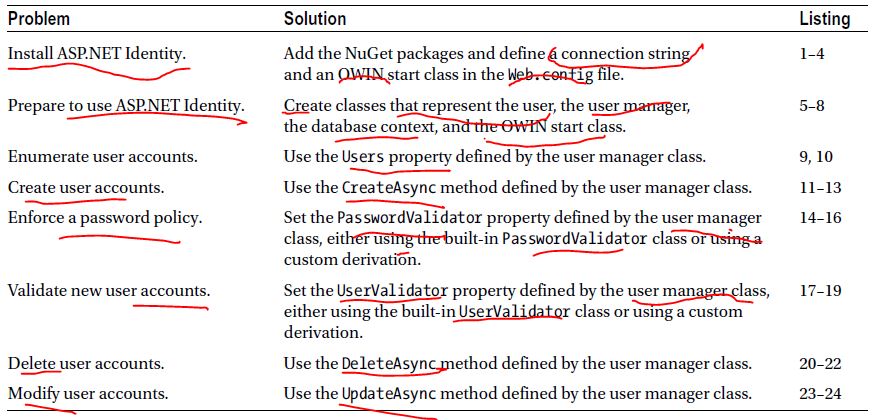 Problem Solution Listing
Install ASP.NET Identity. Add the NuGet packages and define a connection string 1–4
and an OWIN start class in the Web.config file.
Prepare to use ASP.NET Identity. Create classes that represent the user, the user manager, 5–8
the database context, and the OWIN start class.
Enumerate user accounts. Use the Users property defined by the user manager class. 9, 10
Create user accounts. Use the CreateAsync method defined by the user manager class. 11–13
Enforce a password policy. Set the PasswordValidator property defined by the user manager 14–16
class, either using the built-in PasswordValidator class or using a
custom derivation.
Validate new user accounts. Set the UserValidator property defined by the user manager class, 17–19
either using the built-in UserValidator class or using a custom
derivation.
Delete user accounts. Use the DeleteAsync method defined by the user manager class. 20–22
Modify user accounts. Use the UpdateAsync method defined by the user manager class. 23–24